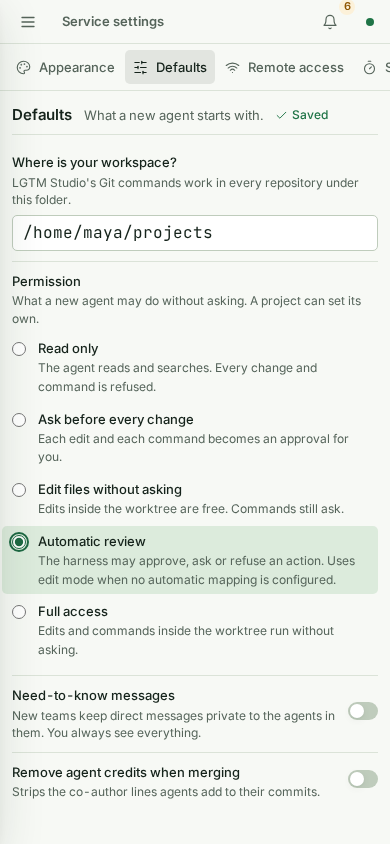 6
Service settings
Appearance Defaults Remote access S
Defaults What a new agent starts with. Saved
Where is your workspace?
LGTM Studio's Git commands work in every repository under
this folder.
/home/maya/projects
Permission
What a new agent may do without asking. A project can set its
own.
Read only
The agent reads and searches. Every change and
command is refused.
Ask before every change
Each edit and each command becomes an approval for
you.
Edit files without asking
Edits inside the worktree are free. Commands still ask.
Automatic review
The harness may approve, ask or refuse an action. Uses
edit mode when no automatic mapping is configured.
Full access
Edits and commands inside the worktree run without
asking.
Need-to-know messages
New teams keep direct messages private to the agents in
them. You always see everything.
Remove agent credits when merging
Strips the co-author lines agents add to their commits.